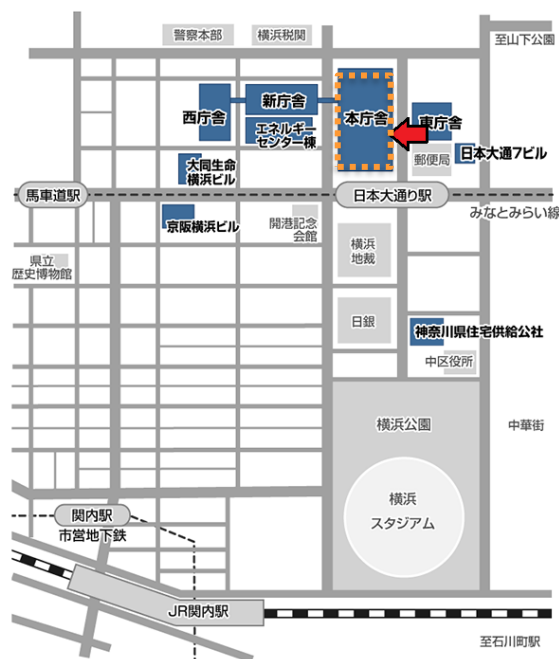 警察本部
横浜税関
至山下公園
西庁舎
新庁舎
本庁舎
東庁舎
エネルギー
センター棟
郵便局
日本大通7ビル
大同生命
横浜ビル
馬車道駅
日本大通り駅
みなとみらい線
京阪横浜ビル
開港記念
会館
横浜
地裁
県立
歴史博物館
日銀
神奈川県住宅供給公社
中区役所
横浜公園
中華街
横浜
スタジアム
関内駅
市営地下鉄
JR関内駅
至石川町駅